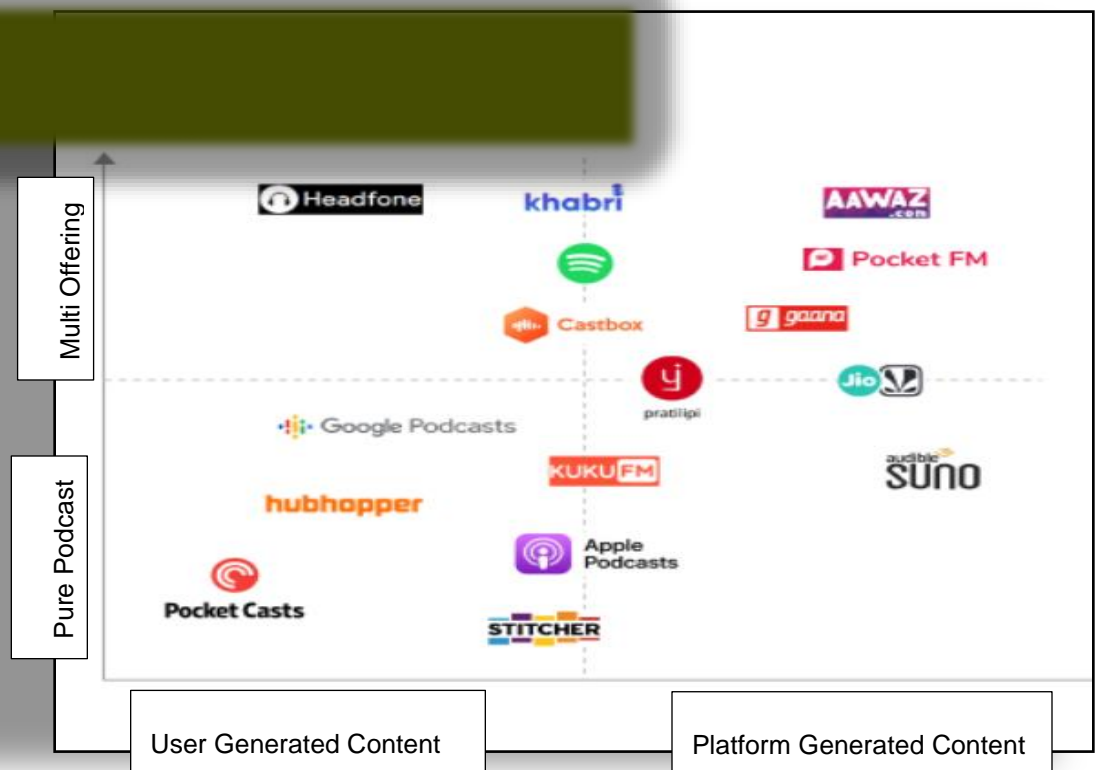 Headfone
khabri
AAWAZ
.com
Pocket FM
Castbox
g gaana
Multi Offering
Jio
pratilipi
Google Podcasts
KUKU FM
audible
suno
hubhopper
Apple
Podcasts
Pure Podcast
Pocket Casts
STITCHER
User Generated Content
Platform Generated Content